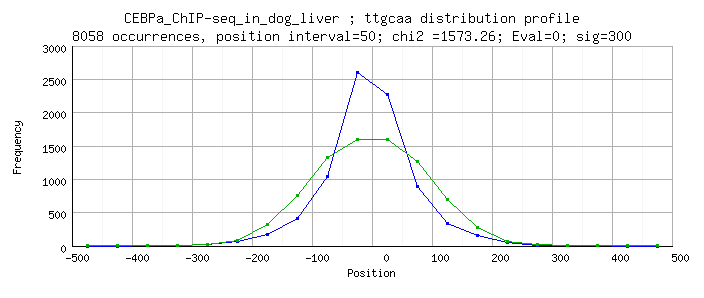 CEBPa_ChIP-seq_in_dog_liver ; ttgcaa distribution profile
8058 occurrences, position interval=50; chi2 =1573.26; Eval=0; sig=300
3000
2500
2000
1500
1000
500
0
Frequency
-500 -400 -300 -200 -100 0 100 200 300 400 500
Position